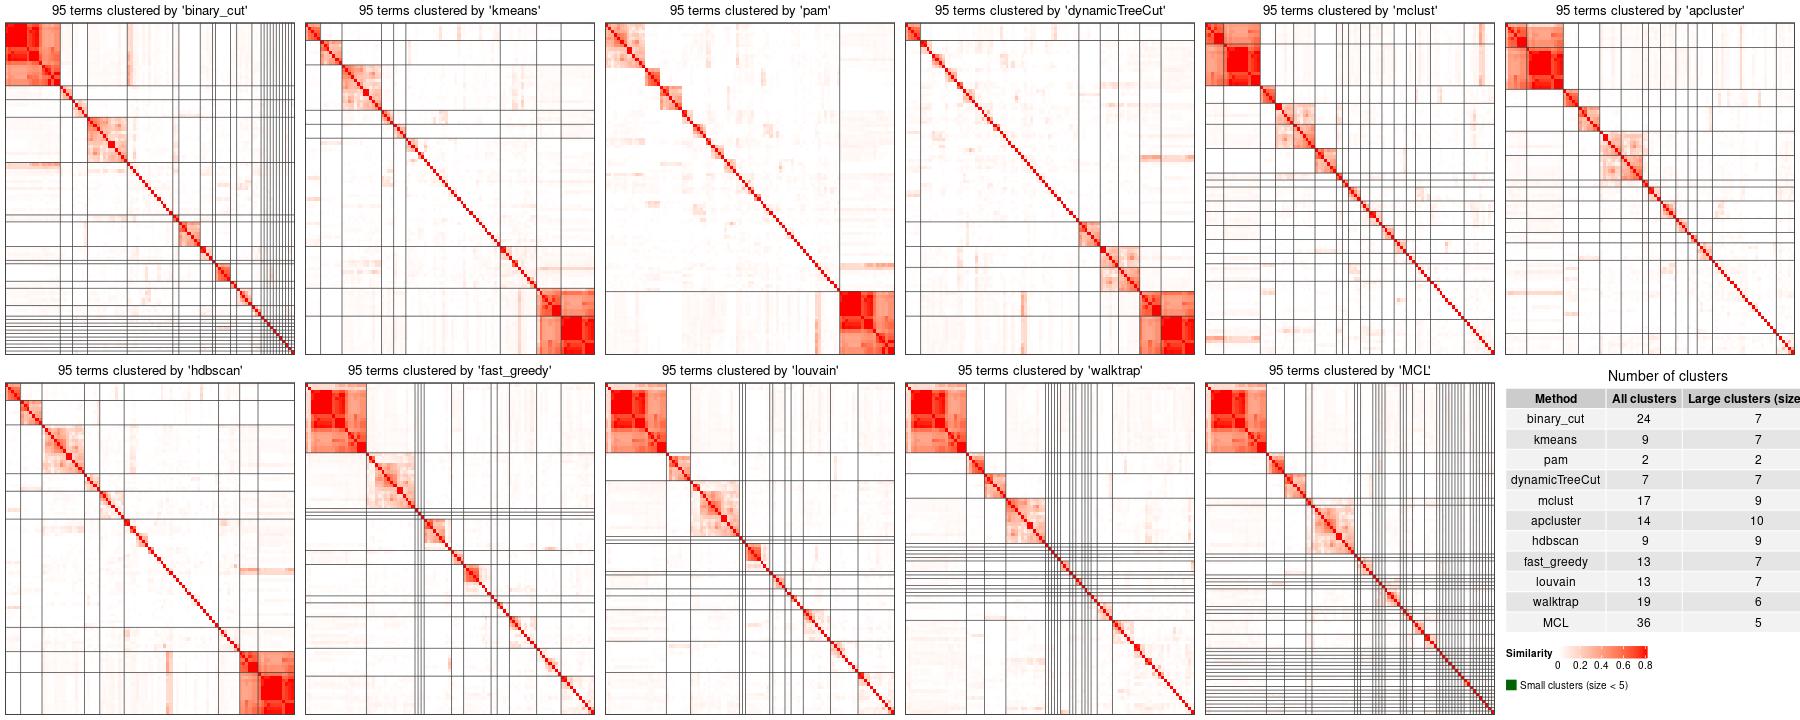 95 terms clustered by 'binary_cut'
95 terms clustered by 'kmeans'
95 terms clustered by 'pam'
95 terms clustered by 'dynamicTreeCut'
95 terms clustered by 'mclust'
95 terms clustered by 'apcluster'
95 terms clustered by 'hdbscan'
95 terms clustered by 'fast_greedy'
95 terms clustered by 'louvain'
95 terms clustered by 'walktrap'
95 terms clustered by 'MCL'
Number of clusters
Method All clusters Large clusters (size
binary_cut 24 7
kmeans 9 7
pam 2 2
dynamicTreeCut 7 7
mclust 17 9
apcluster 14 10
hdbscan 9 9
fast_greedy 13 7
louvain 13 7
walktrap 19 6
MCL 36 5
Similarity
0 0.2 0.4 0.6 0.8
Small clusters (size < 5)